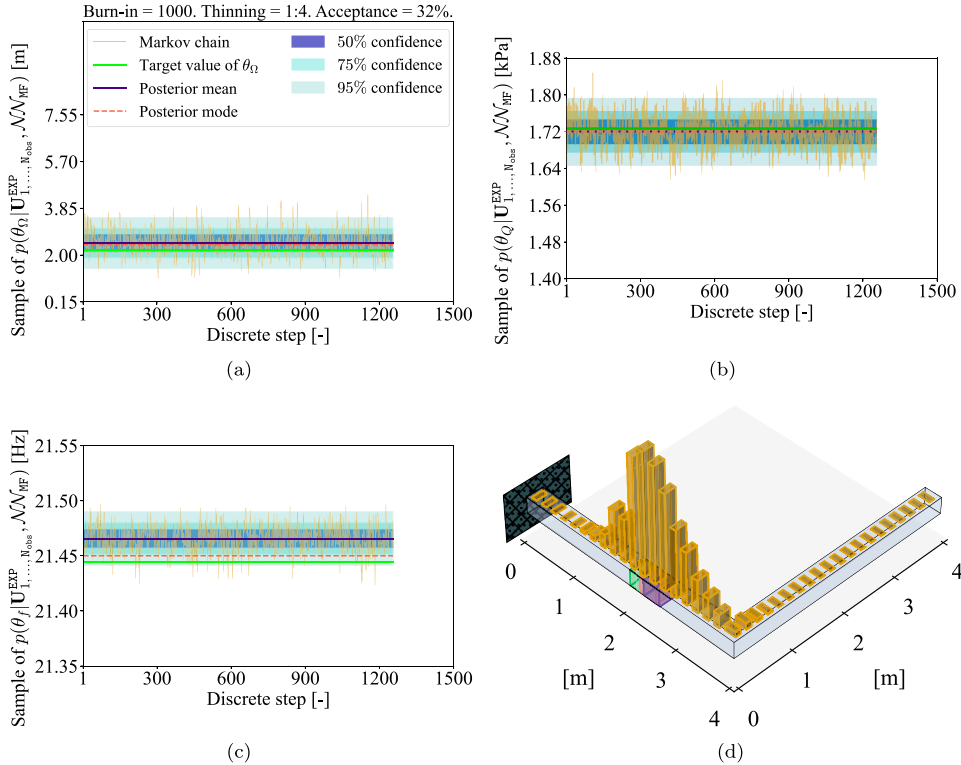 Burn-in = 1000. Thinning = 1:4. Acceptance = 32%.
Sample of p(θ_Ω|U^EXP_1,...,N_obs, 𝒩𝒩_MF) [m]
Markov chain
Target value of θ_Ω
Posterior mean
Posterior mode
50% confidence
75% confidence
95% confidence
7.55
5.70
3.85
2.00
0.15
1
300
600
900
1200
1500
Discrete step [-]
(a)
Sample of p(θ_Q|U^EXP_1,...,N_obs, 𝒩𝒩_MF) [kPa]
1.88
1.80
1.72
1.64
1.56
1.48
1.40
1
300
600
900
1200
1500
Discrete step [-]
(b)
Sample of p(θ_f|U^EXP_1,...,N_obs, 𝒩𝒩_MF) [Hz]
21.55
21.50
21.45
21.40
21.35
1
300
600
900
1200
1500
Discrete step [-]
(c)
0
1
2
3
4
[m]
0
1
2
3
4
[m]
(d)